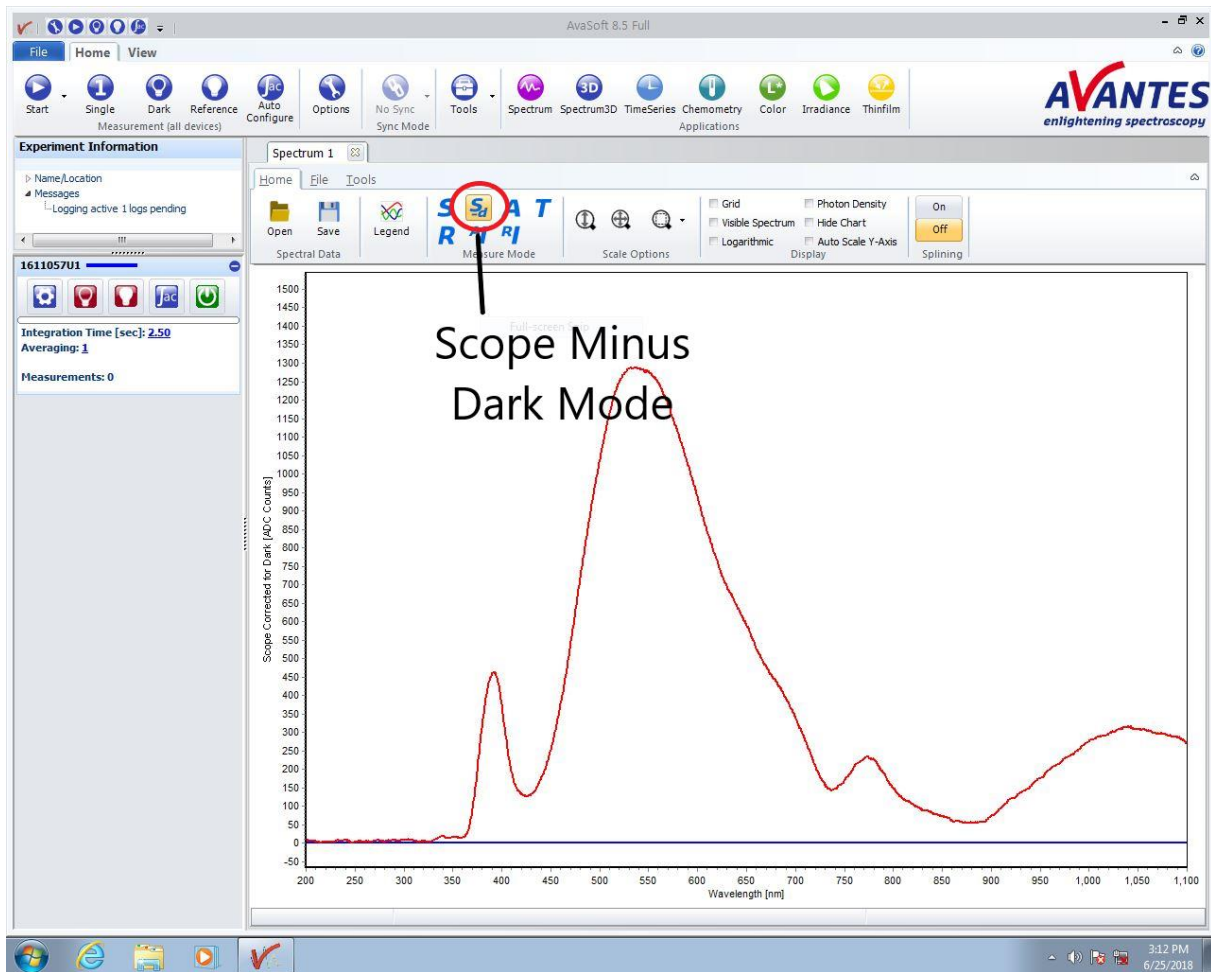 AvaSoft 8.5 Full
File Home View
Start Single Dark Reference Auto Configure Options No Sync Tools Spectrum Spectrum3D TimeSeries Chemometry Color Irradiance Thinfilm
Measurement (all devices) Sync Mode Applications
AVANTES
enlightening spectroscopy
Experiment Information
Name/Location
Messages
Logging active 1 logs pending
1611057U1
Integration Time [sec]: 2.50
Averaging: 1
Measurements: 0
Spectrum 1
Home File Tools
Open Save Legend
Spectral Data
S S-d A T
R RI
Measure Mode
Scale Options
Grid
Visible Spectrum
Logarithmic
Photon Density
Hide Chart
Auto Scale Y-Axis
Display
On
Off
Splining
Scope Minus
Dark Mode
Scope Corrected for Dark [ADC Counts]
1500
1450
1400
1350
1300
1250
1200
1150
1100
1050
1000
950
900
850
800
750
700
650
600
550
500
450
400
350
300
250
200
150
100
50
0
-50
200 250 300 350 400 450 500 550 600 650 700 750 800 850 900 950 1,000 1,050 1,100
Wavelength [nm]
3:12 PM
6/25/2018